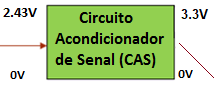 2.43V
Circuito
Acondicionador
de Senal (CAS)
3.3V
0V
0V